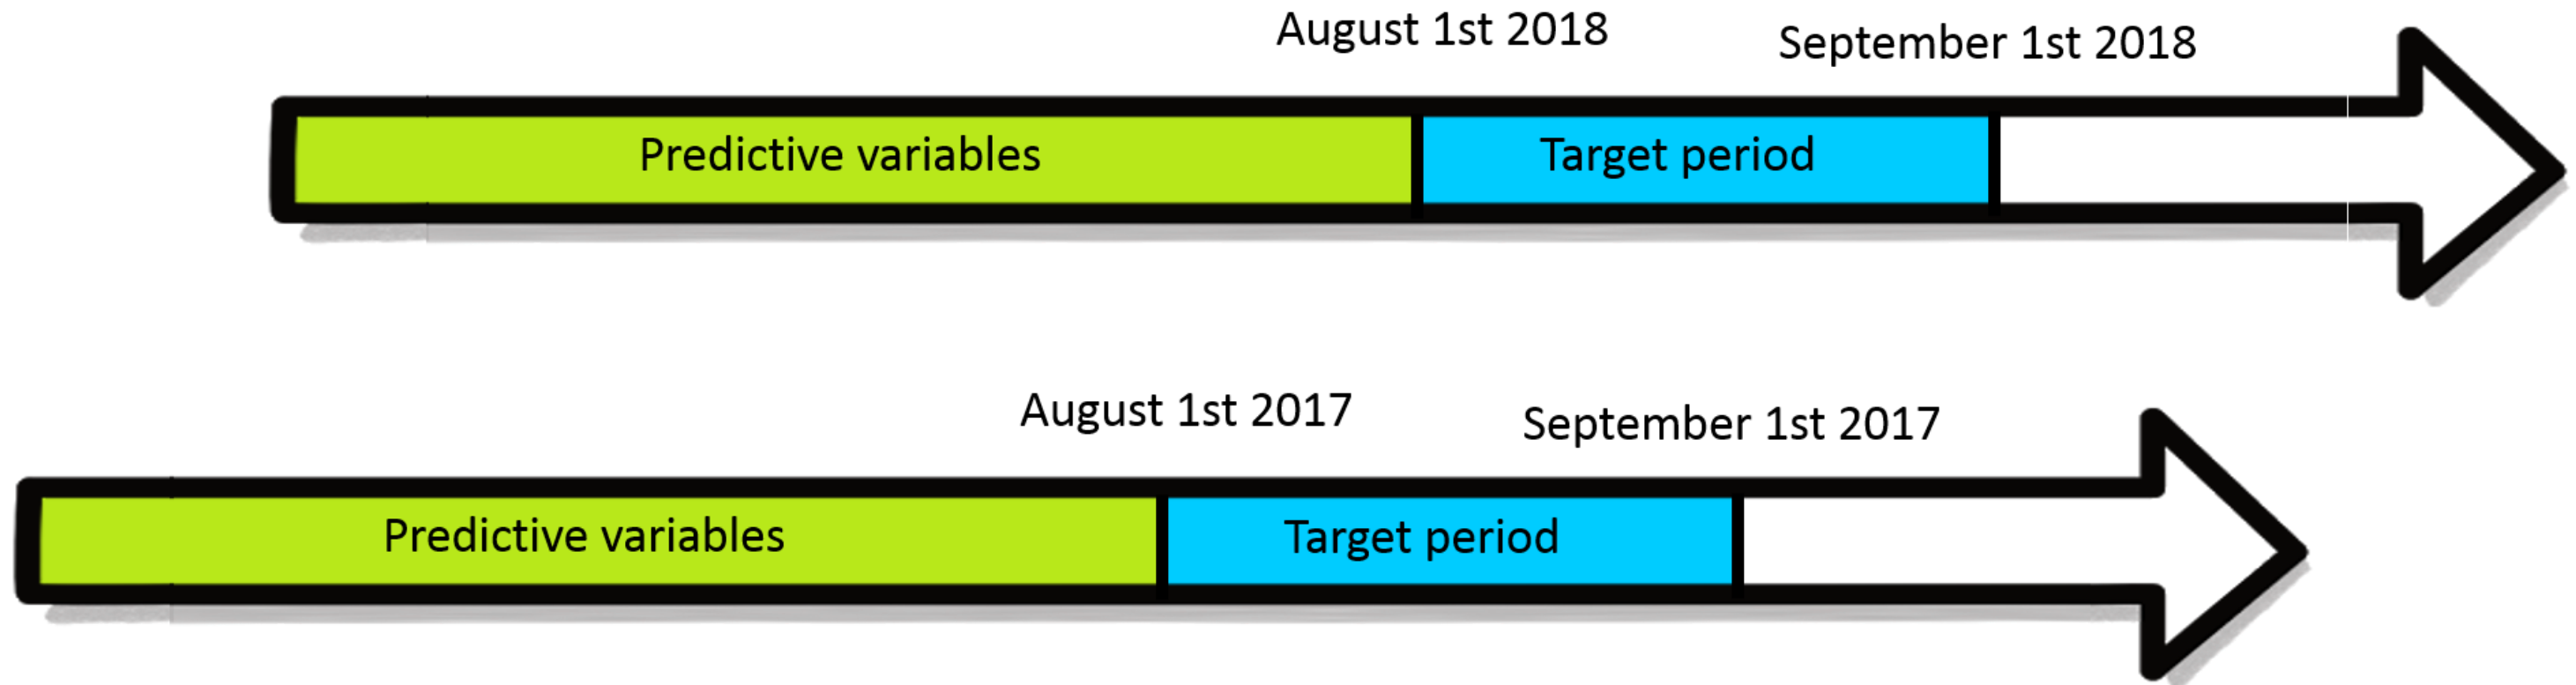 August 1st 2018
September 1st 2018
Predictive variables
Target period
August 1st 2017
September 1st 2017
Predictive variables
Target period